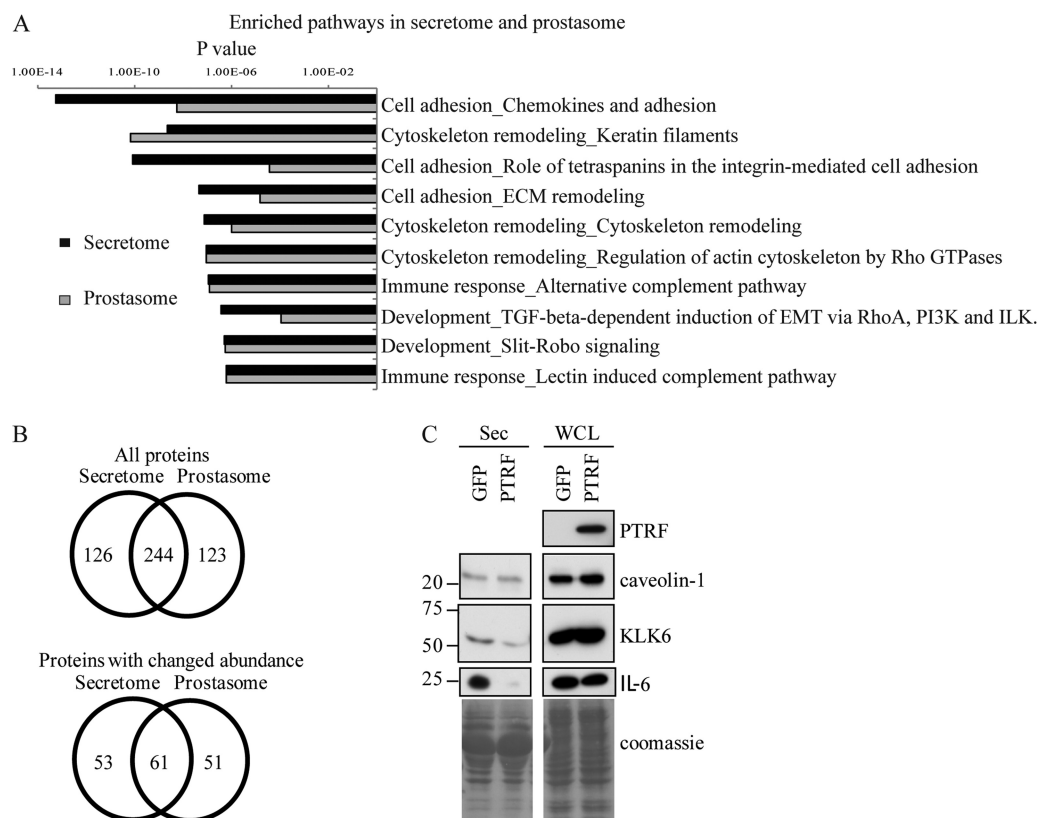 A
Enriched pathways in secretome and prostasome
P value
1.00E-14 1.00E-10 1.00E-06 1.00E-02
Cell adhesion_Chemokines and adhesion
Cytoskeleton remodeling_Keratin filaments
Cell adhesion_Role of tetraspanins in the integrin-mediated cell adhesion
Cell adhesion_ECM remodeling
Cytoskeleton remodeling_Cytoskeleton remodeling
Cytoskeleton remodeling_Regulation of actin cytoskeleton by Rho GTPases
Immune response_Alternative complement pathway
Development_TGF-beta-dependent induction of EMT via RhoA, PI3K and ILK.
Development_Slit-Robo signaling
Immune response_Lectin induced complement pathway
Secretome
Prostasome
B
All proteins
Secretome Prostasome
126 244 123
Proteins with changed abundance
Secretome Prostasome
53 61 51
C
Sec WCL
GFP PTRF GFP PTRF
PTRF
20 caveolin-1
75
50 KLK6
25 IL-6
coomassie